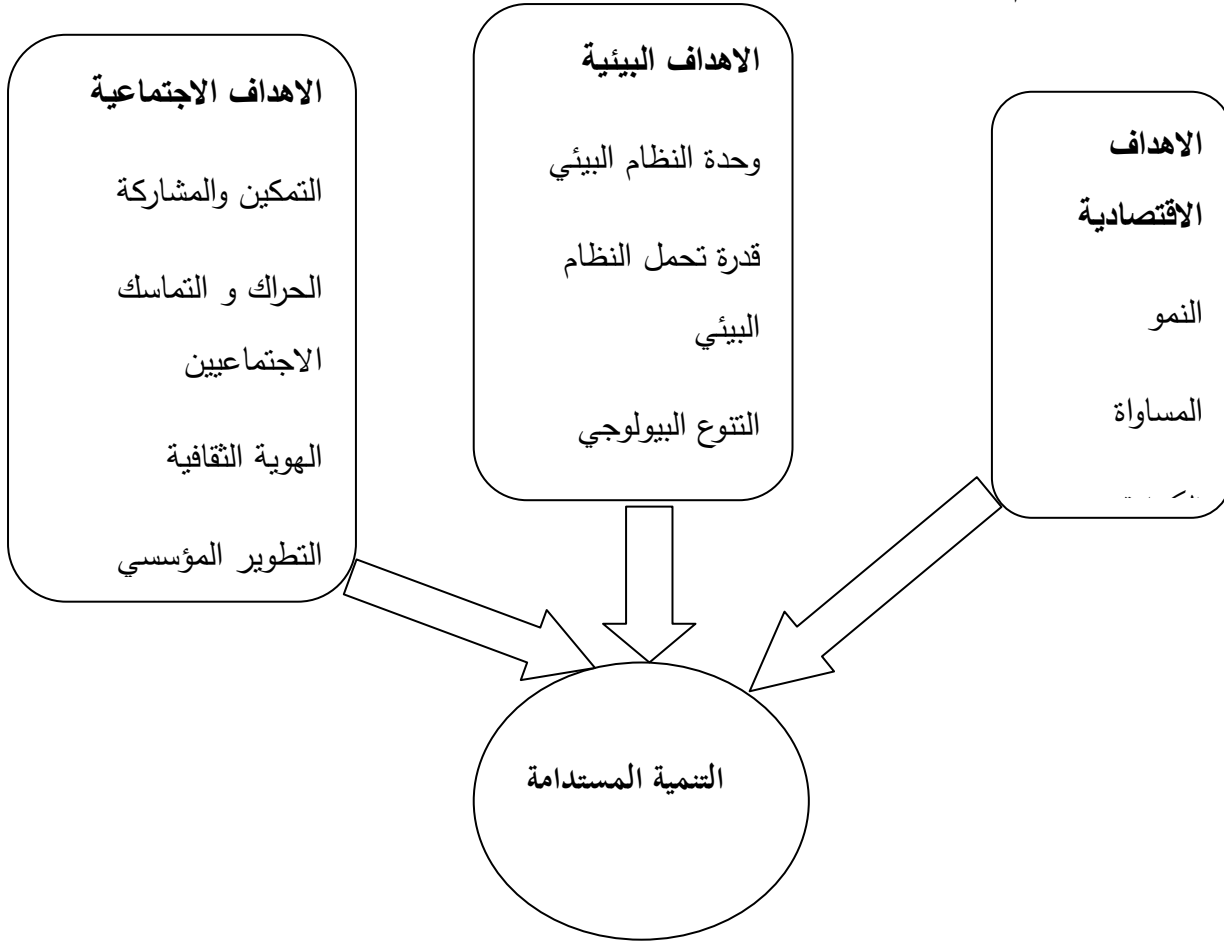 الاهداف
الاقتصادية
النمو
المساواة
الاهداف البيئية
وحدة النظام البيئي
قدرة تحمل النظام
البيئي
التنوع البيولوجي
الاهداف الاجتماعية
التمكين والمشاركة
الحراك و التماسك
الاجتماعيين
الهوية الثقافية
التطوير المؤسسي
التنمية المستدامة